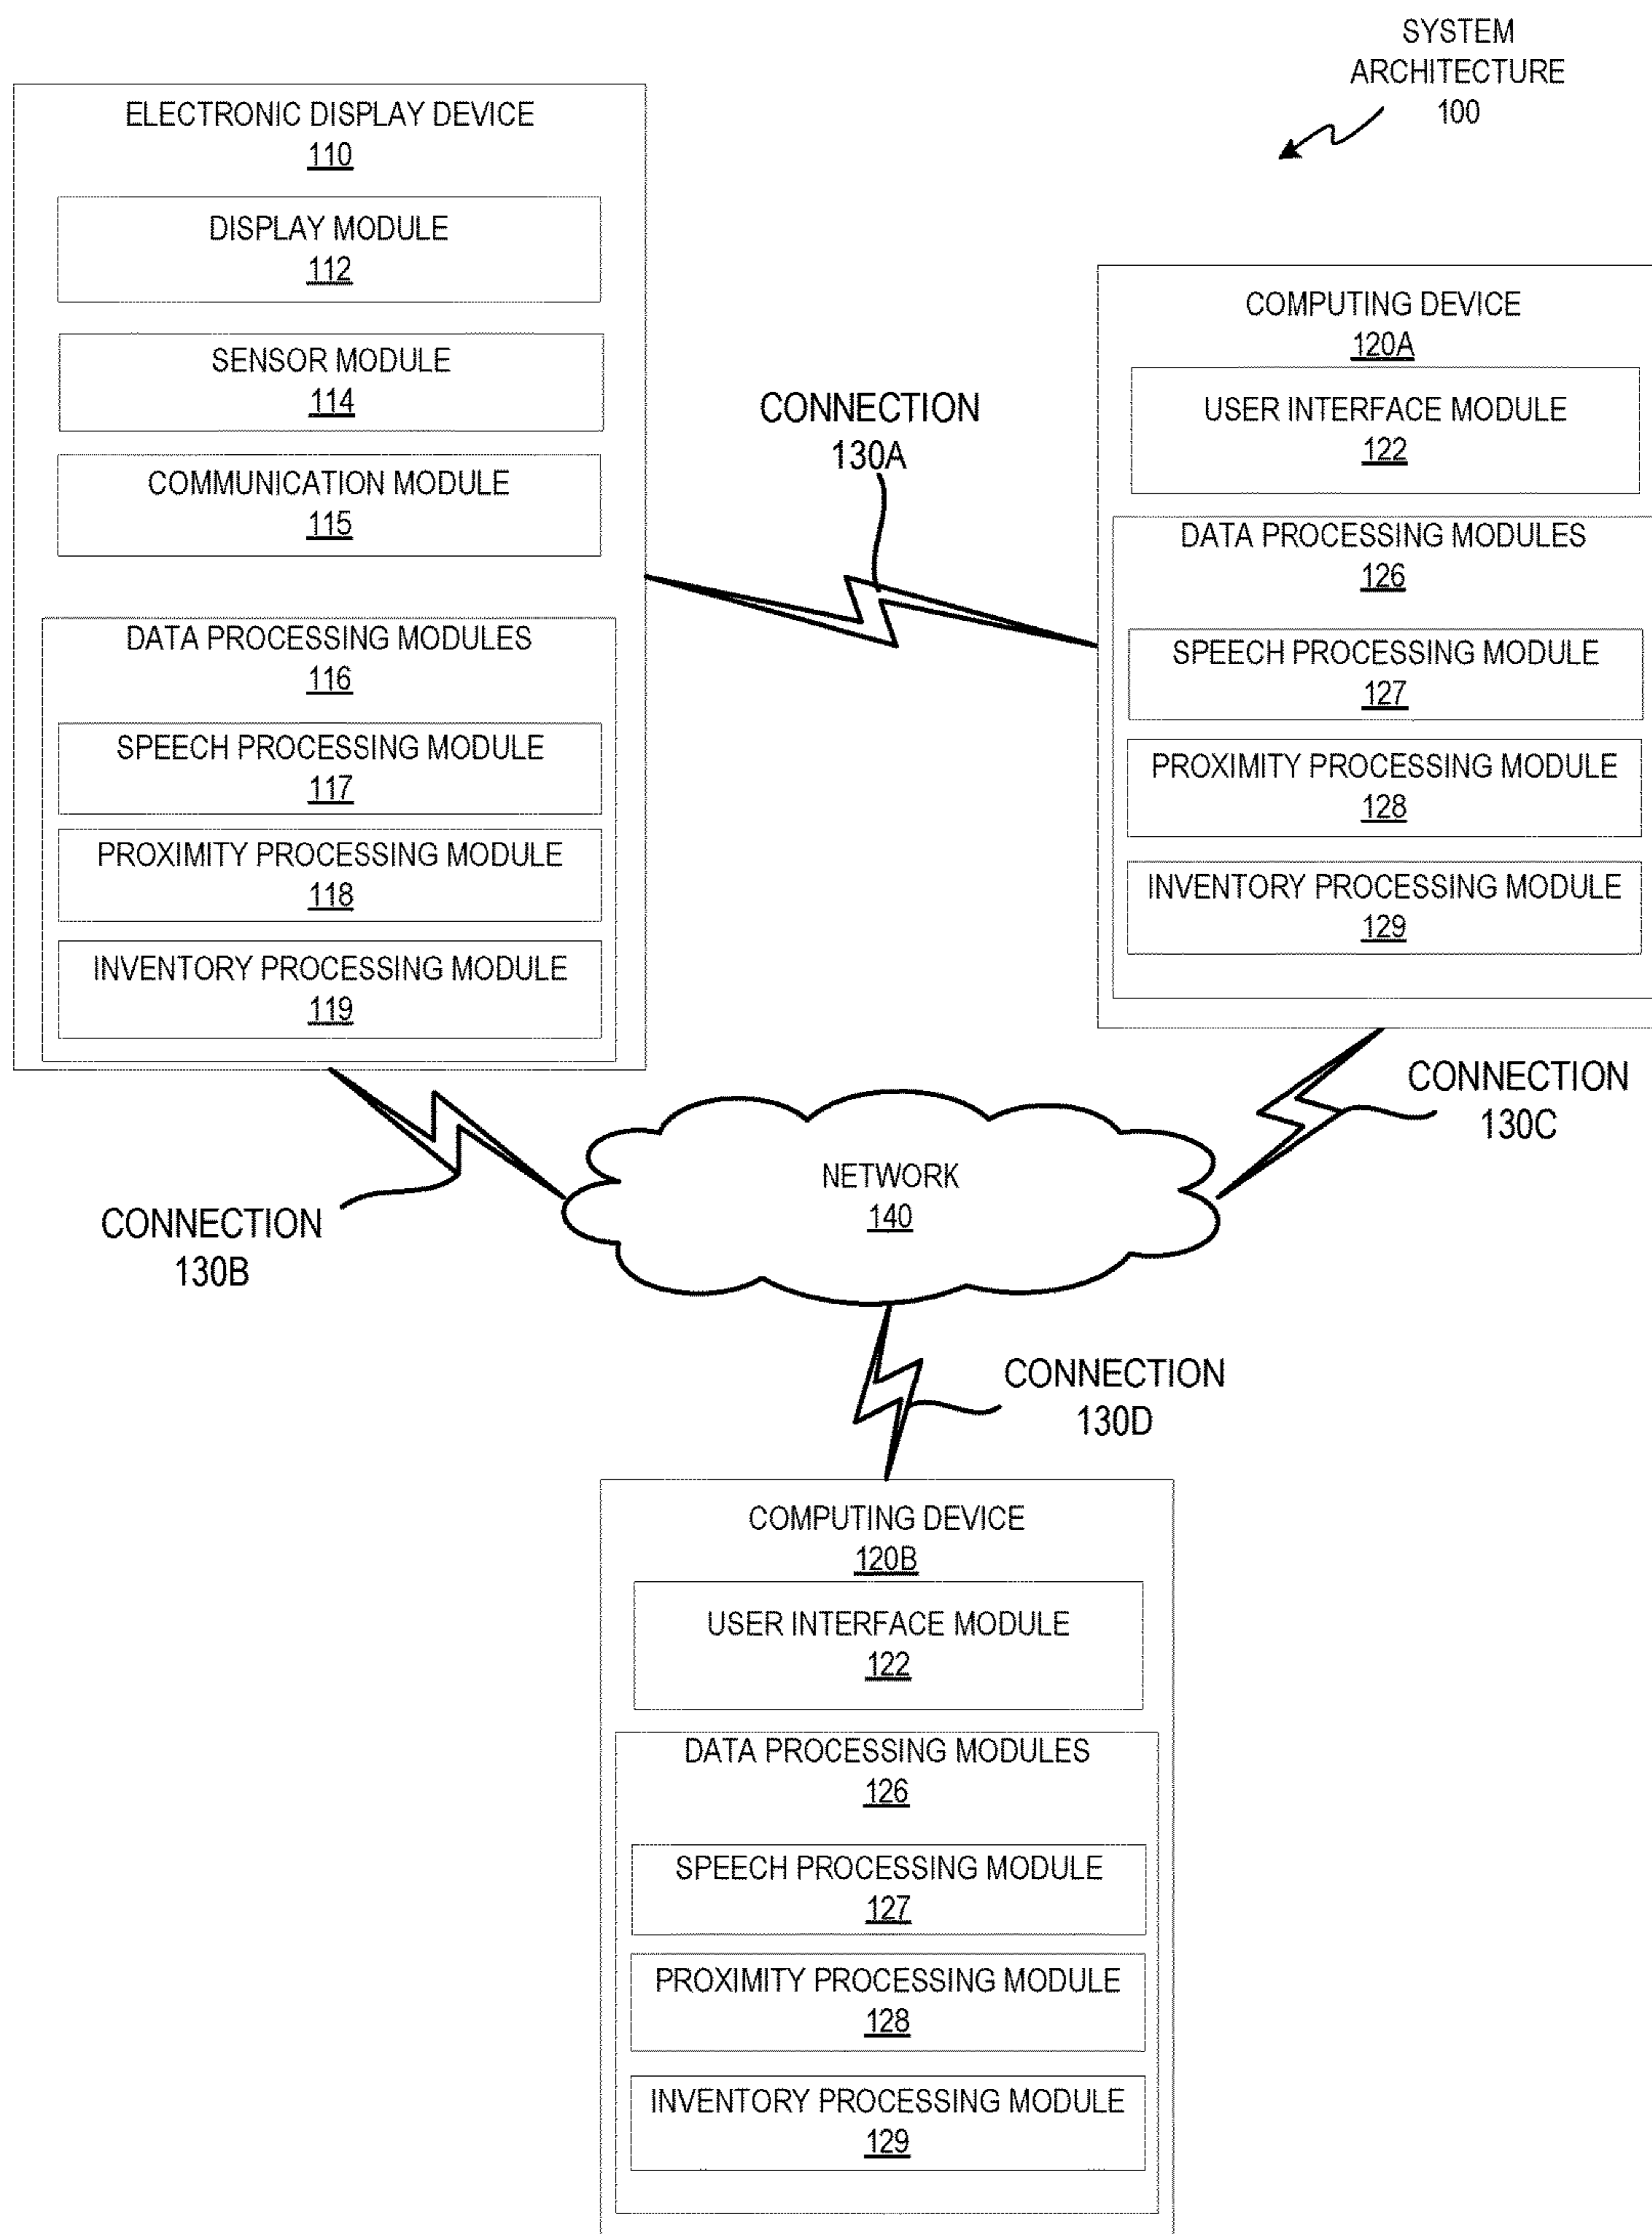 SYSTEM
ARCHITECTURE
100
ELECTRONIC DISPLAY DEVICE
110
DISPLAY MODULE
112
SENSOR MODULE
114
COMMUNICATION MODULE
115
DATA PROCESSING MODULES
116
SPEECH PROCESSING MODULE
117
PROXIMITY PROCESSING MODULE
118
INVENTORY PROCESSING MODULE
119
CONNECTION
130A
COMPUTING DEVICE
120A
USER INTERFACE MODULE
122
DATA PROCESSING MODULES
126
SPEECH PROCESSING MODULE
127
PROXIMITY PROCESSING MODULE
128
INVENTORY PROCESSING MODULE
129
CONNECTION
130B
NETWORK
140
CONNECTION
130C
CONNECTION
130D
COMPUTING DEVICE
120B
USER INTERFACE MODULE
122
DATA PROCESSING MODULES
126
SPEECH PROCESSING MODULE
127
PROXIMITY PROCESSING MODULE
128
INVENTORY PROCESSING MODULE
129